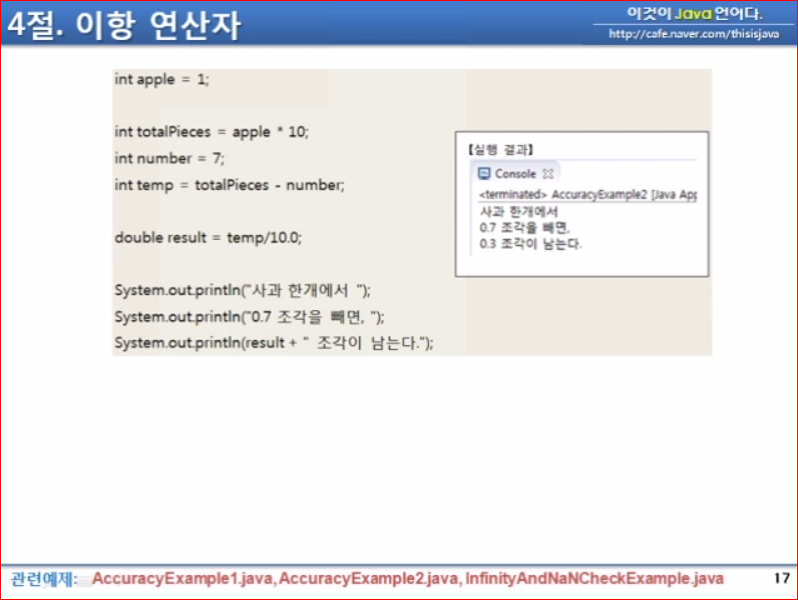 4절. 이항 연산자
이것이 Java 언어다.
http://cafe.naver.com/thisisjava
int apple = 1;
int totalPieces = apple * 10;
int number = 7;
int temp = totalPieces - number;
double result = temp/10.0;
System.out.println("사과 한개에서 ");
System.out.println("0.7 조각을 빼면, ");
System.out.println(result + " 조각이 남는다.");
【실행 결과】
Console
<terminated> AccuracyExample2 [Java App
사과 한개에서
0.7 조각을 빼면,
0.3 조각이 남는다.
관련예제: AccuracyExample1.java, AccuracyExample2.java, InfinityAndNaNCheckExample.java
17